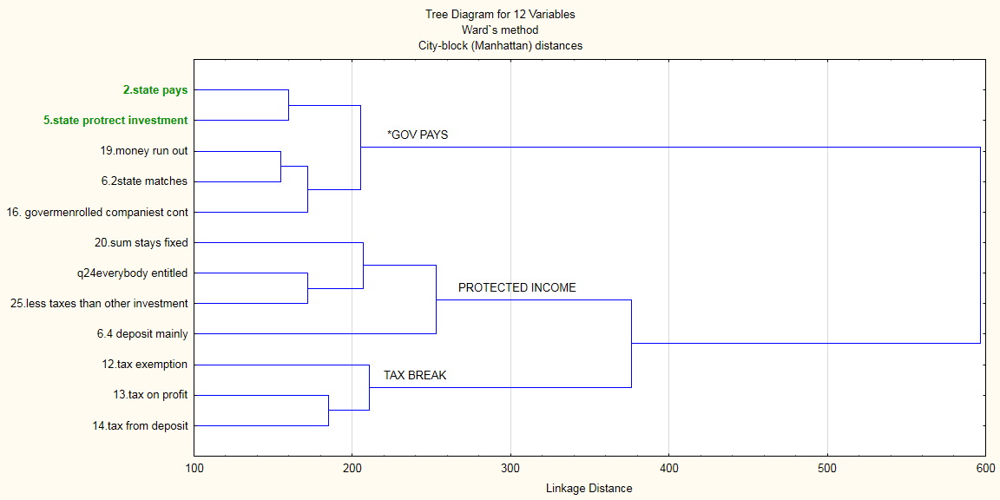 Tree Diagram for 12 Variables
Ward`s method
City-block (Manhattan) distances
2.state pays
5.state protrect investment
*GOV PAYS
19.money run out
6.2state matches
16. govermenrolled companiest cont
20.sum stays fixed
q24everybody entitled
PROTECTED INCOME
25.less taxes than other investment
6.4 deposit mainly
12.tax exemption
TAX BREAK
13.tax on profit
14.tax from deposit
100 200 300 400 500 600
Linkage Distance